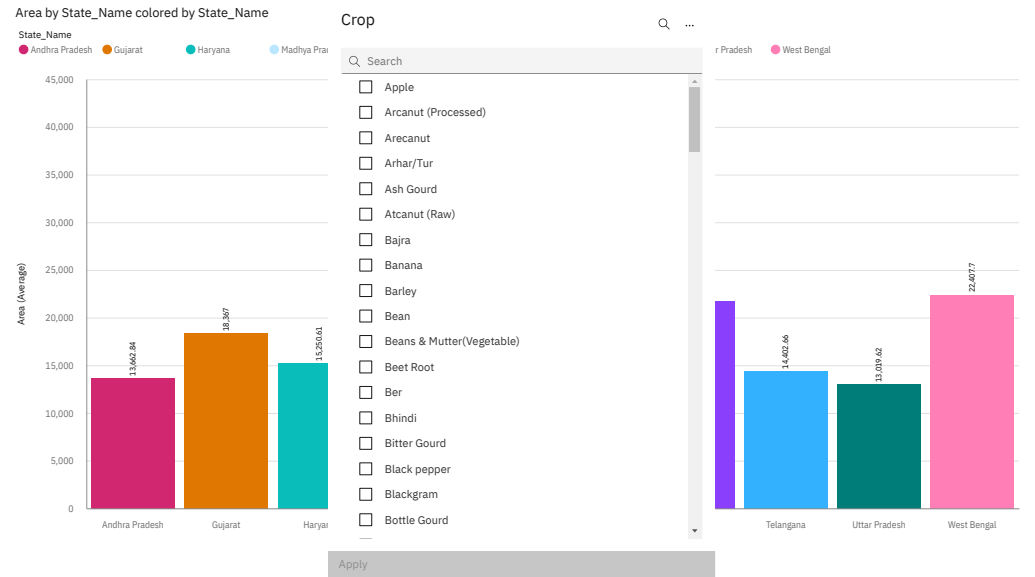 Area by State_Name colored by State_Name
State_Name
Andhra Pradesh Gujarat Haryana Madhya Prad
r Pradesh West Bengal
Area (Average)
45,000
40,000
35,000
30,000
25,000
20,000
15,000
10,000
5,000
0
13,662.84
18,367
15,250.61
14,402.66
13,019.62
22,407.7
Andhra Pradesh Gujarat Haryan
Telangana Uttar Pradesh West Bengal
Crop
...
Search
Apple
Arcanut (Processed)
Arecanut
Arhar/Tur
Ash Gourd
Atcanut (Raw)
Bajra
Banana
Barley
Bean
Beans & Mutter(Vegetable)
Beet Root
Ber
Bhindi
Bitter Gourd
Black pepper
Blackgram
Bottle Gourd
Apply